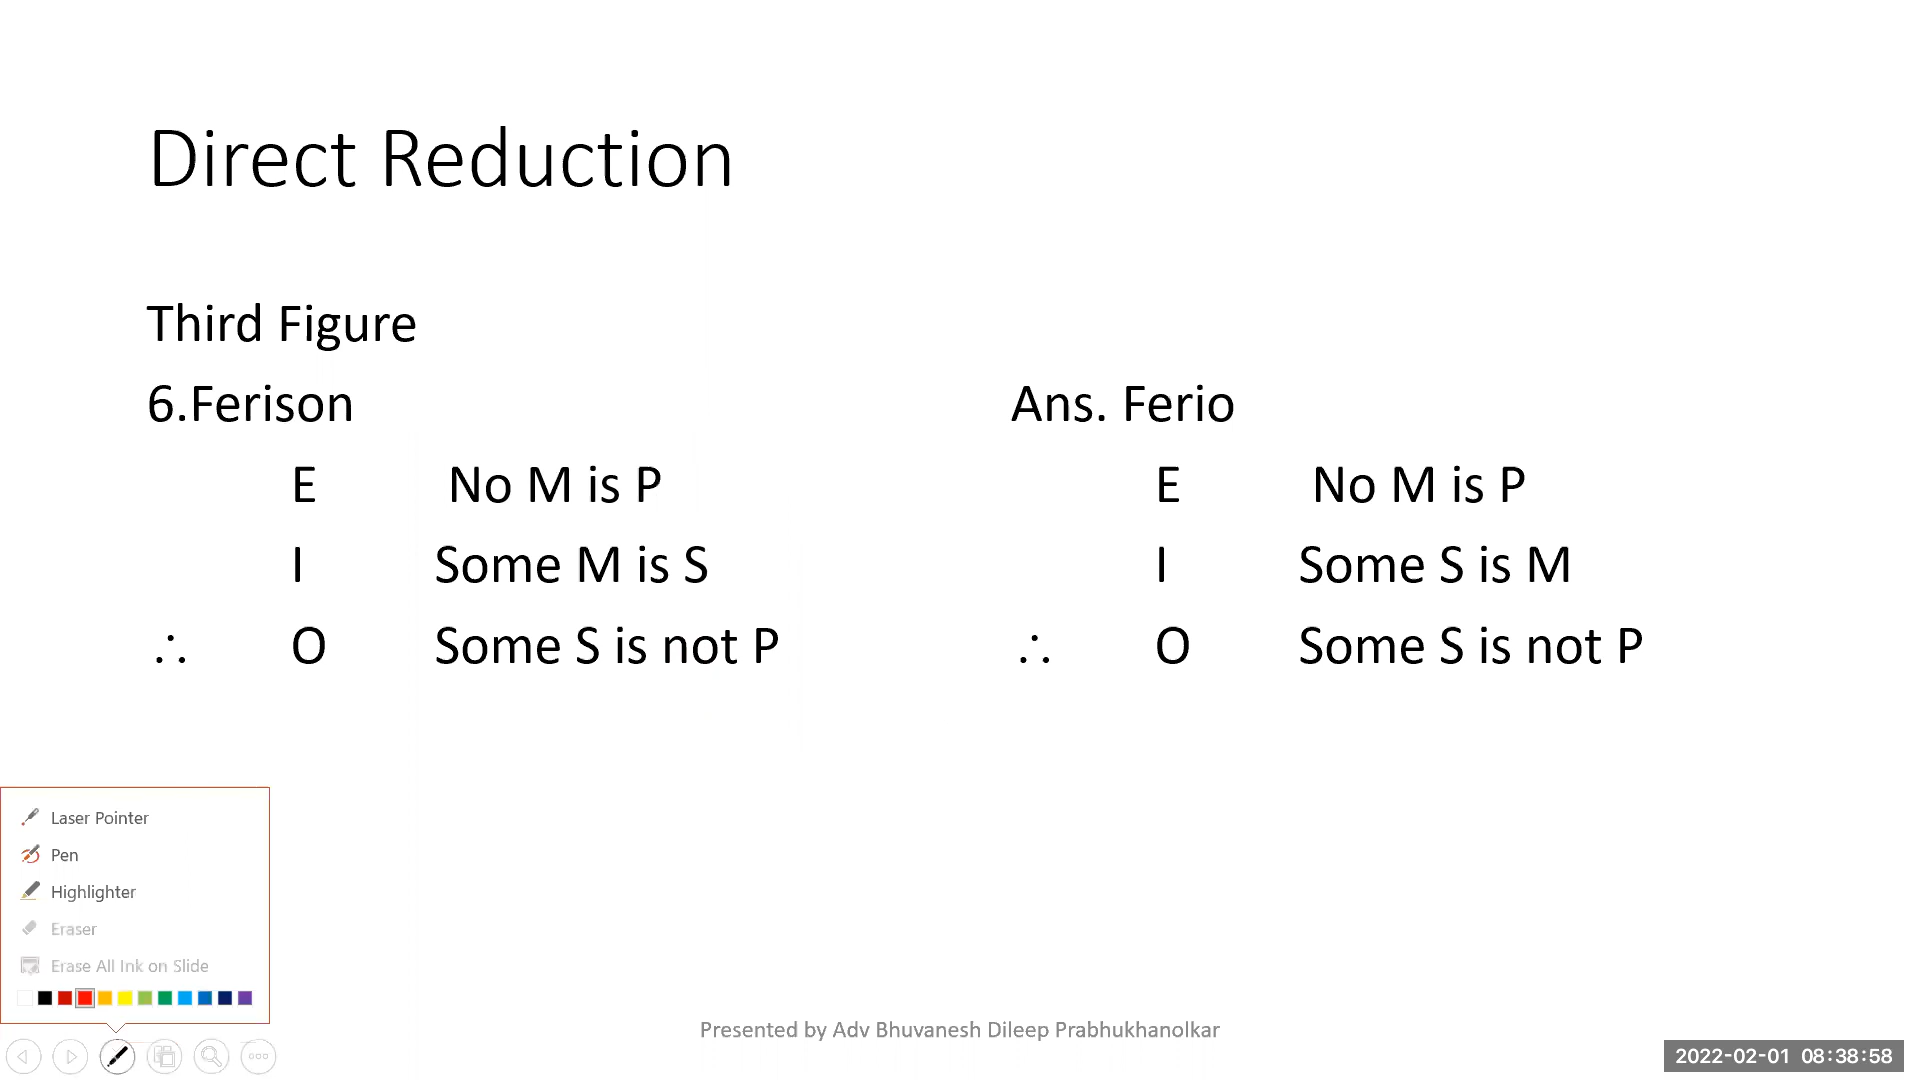 Direct Reduction
Third Figure
6.Ferison Ans. Ferio
E No M is P E No M is P
I Some M is S I Some S is M
∴ O Some S is not P ∴ O Some S is not P
Laser Pointer
Pen
Highlighter
Eraser
Erase All Ink on Slide
Presented by Adv Bhuvanesh Dileep Prabhukhanolkar
2022-02-01 08:38:58